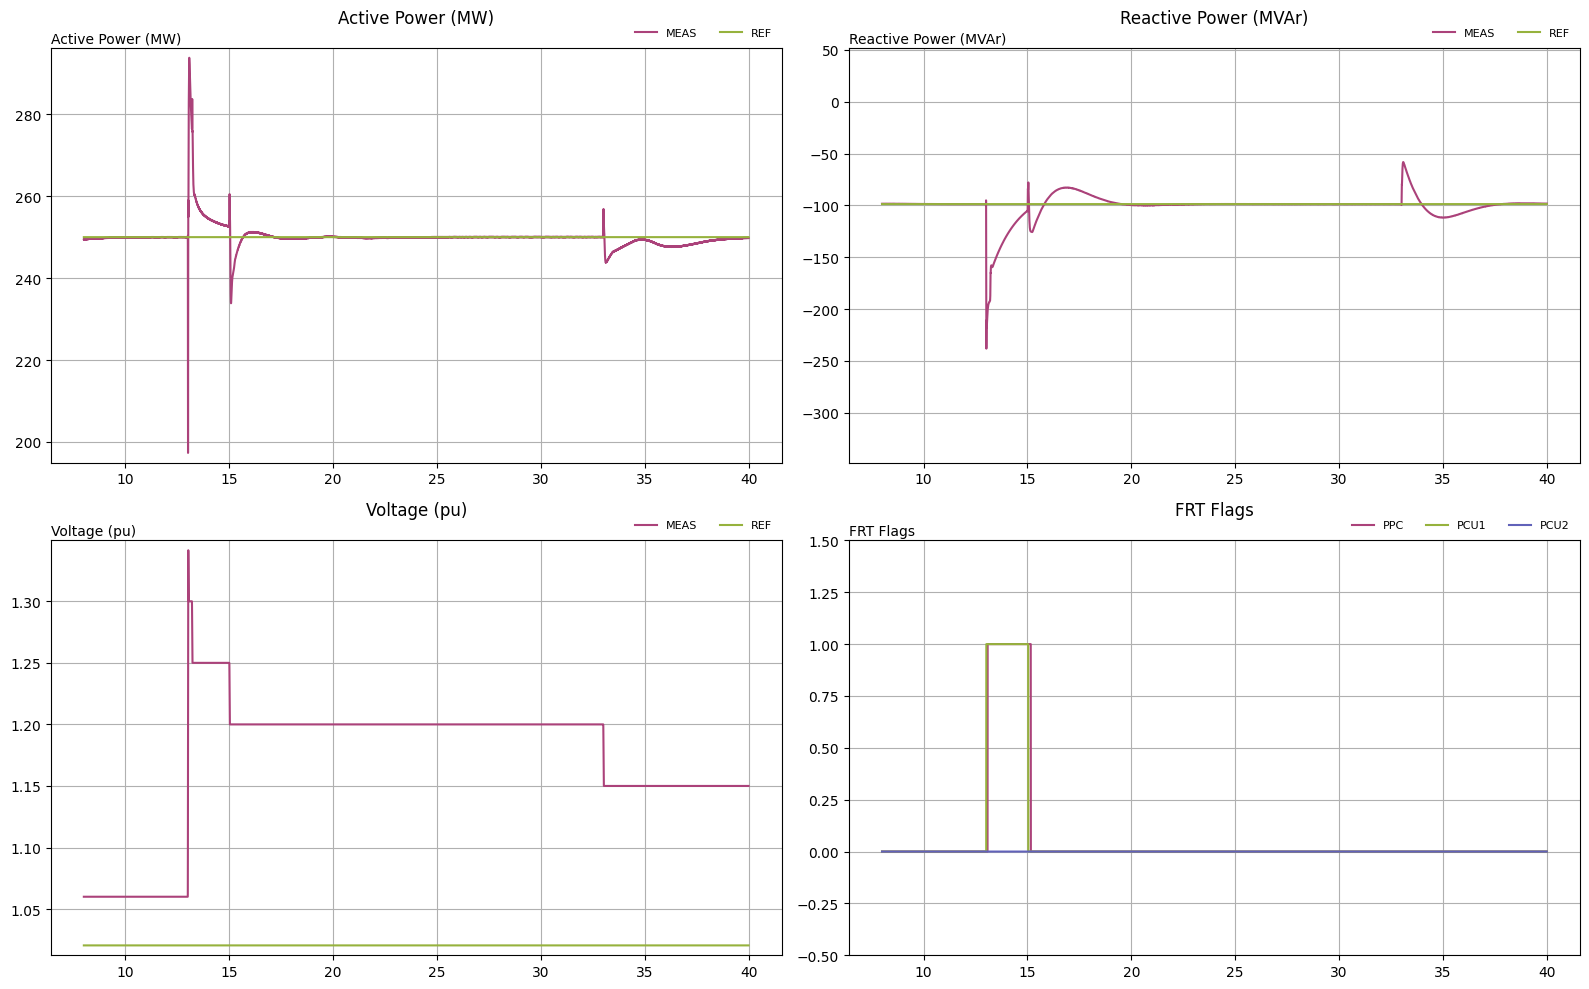 Active Power (MW)
Active Power (MW)
MEAS REF
280
260
240
220
200
10 15 20 25 30 35 40
Reactive Power (MVAr)
Reactive Power (MVAr)
MEAS REF
50
0
−50
−100
−150
−200
−250
−300
10 15 20 25 30 35 40
Voltage (pu)
Voltage (pu)
MEAS REF
1.30
1.25
1.20
1.15
1.10
1.05
10 15 20 25 30 35 40
FRT Flags
FRT Flags
PPC PCU1 PCU2
1.50
1.25
1.00
0.75
0.50
0.25
0.00
−0.25
−0.50
10 15 20 25 30 35 40